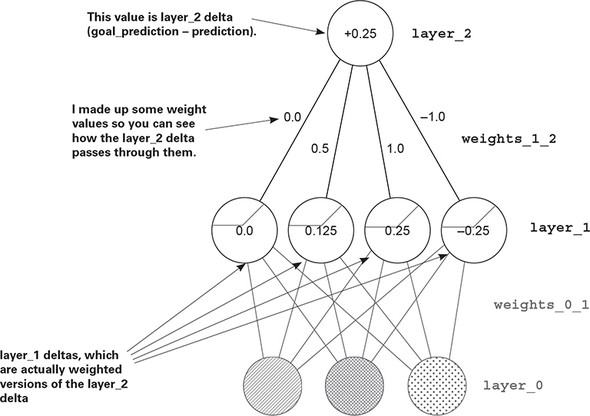 This value is layer_2 delta
(goal_prediction – prediction).
+0.25
layer_2
I made up some weight
values so you can see
how the layer_2 delta
passes through them.
0.0
0.5
1.0
–1.0
weights_1_2
0.0
0.125
0.25
–0.25
layer_1
weights_0_1
layer_1 deltas, which
are actually weighted
versions of the layer_2
delta
layer_0